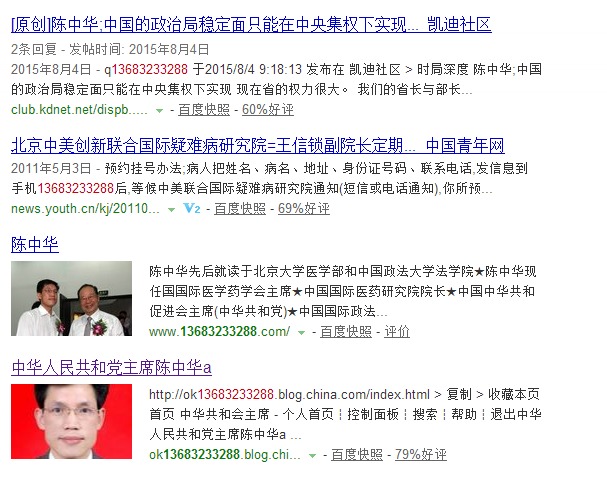 [原创]陈中华;中国的政治局稳定面只能在中央集权下实现... 凯迪社区
2条回复 - 发帖时间: 2015年8月4日
2015年8月4日 - q13683233288 于2015/8/4 9:18:13 发布在 凯迪社区 > 时局深度 陈中华;中国
的政治局稳定面只能在中央集权下实现 现在省的权力很大。 我们的省长与部长...
club.kdnet.net/dispb..... - 百度快照 - 60%好评
北京中美创新联合国际疑难病研究院=王信锁副院长定期... 中国青年网
2011年5月3日 - 预约挂号办法;病人把姓名、病名、地址、身份证号码、联系电话,发信息到
手机13683233288后,等候中美联合国际疑难病研究院通知(短信或电话通知),你所预...
news.youth.cn/kj/20110... V2 - 百度快照 - 69%好评
陈中华
陈中华先后就读于北京大学医学部和中国政法大学法学院★陈中华现
任国国际医学药学会主席★中国国际医药研究院院长★中国中华共和
促进会主席(中华共和党)★中国国际政法...
www.13683233288.com/ - 百度快照 - 评价
中华人民共和党主席陈中华a
http://ok13683233288.blog.china.com/index.html > 复制 > 收藏本页
首页 中华共和会主席 - 个人首页 ¦ 控制面板 ¦ 搜索 ¦ 帮助 ¦ 退出中华
人民共和党主席陈中华a ...
ok13683233288.blog.chi... - 百度快照 - 79%好评